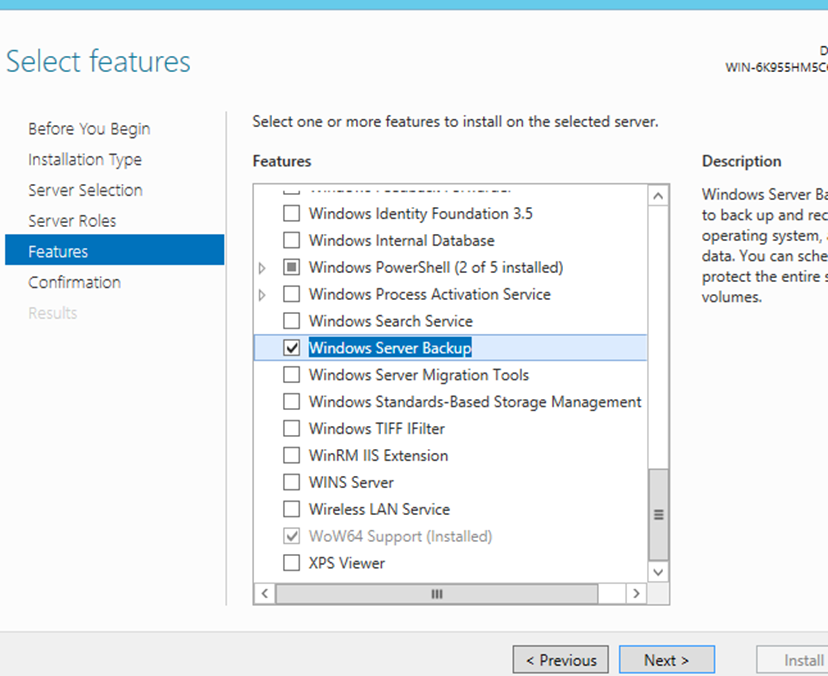 Select features
WIN-6K955HM5C
Before You Begin
Installation Type
Server Selection
Server Roles
Features
Confirmation
Results
Select one or more features to install on the selected server.
Features
Windows Identity Foundation 3.5
Windows Internal Database
Windows PowerShell (2 of 5 installed)
Windows Process Activation Service
Windows Search Service
Windows Server Backup
Windows Server Migration Tools
Windows Standards-Based Storage Management
Windows TIFF IFilter
WinRM IIS Extension
WINS Server
Wireless LAN Service
WoW64 Support (Installed)
XPS Viewer
Description
Windows Server Ba
to back up and rec
operating system,
data. You can sche
protect the entire s
volumes.
< Previous
Next >
Install